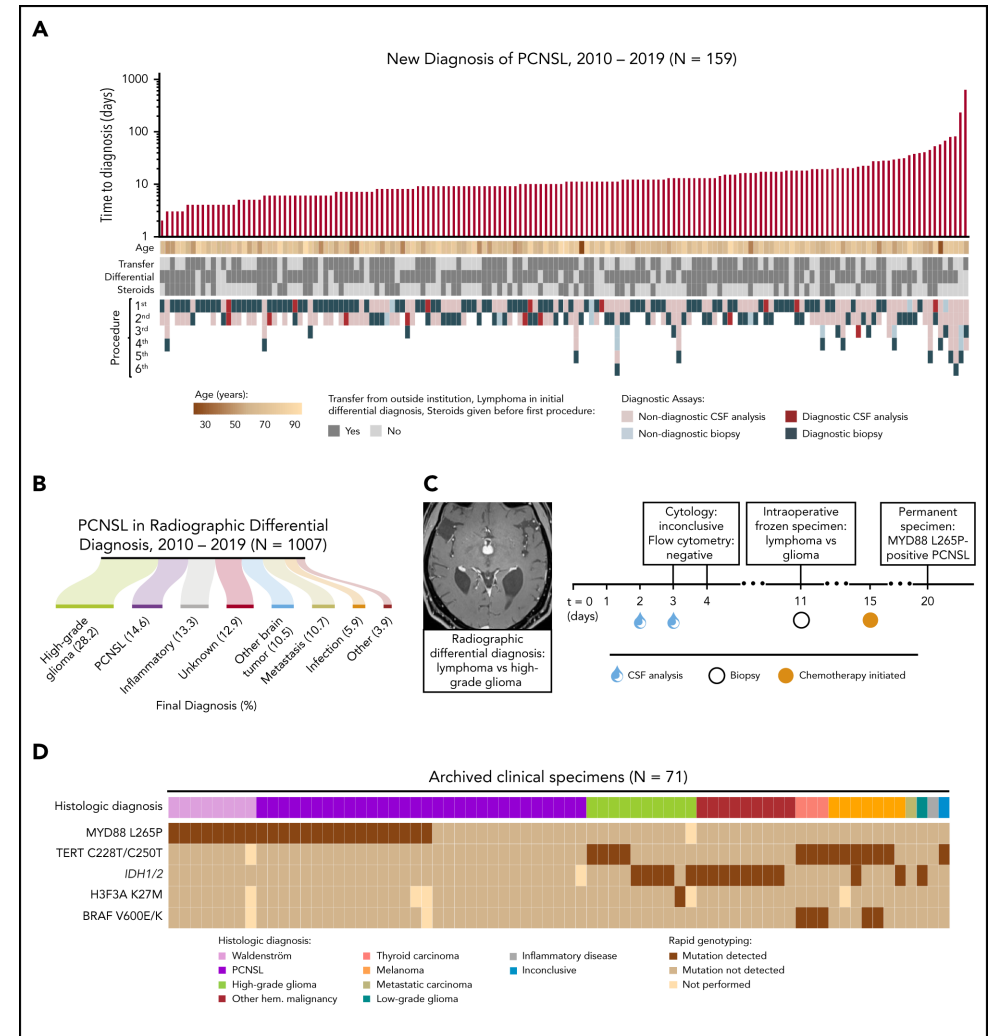 A
New Diagnosis of PCNSL, 2010 – 2019 (N = 159)
Time to diagnosis (days)
1000
100
10
1
Age
Transfer
Differential
Steroids
Procedure
1st
2nd
3rd
4th
5th
6th
Age (years):
30 50 70 90
Transfer from outside institution, Lymphoma in initial
differential diagnosis, Steroids given before first procedure:
Yes No
Diagnostic Assays:
Non-diagnostic CSF analysis
Non-diagnostic biopsy
Diagnostic CSF analysis
Diagnostic biopsy
B
PCNSL in Radiographic Differential
Diagnosis, 2010 – 2019 (N = 1007)
High-grade
glioma (28.2)
PCNSL (14.6)
Inflammatory (13.3)
Unknown (12.9)
Other brain
tumor (10.5)
Metastasis (10.7)
Infection (5.9)
Other (3.9)
Final Diagnosis (%)
C
Radiographic
differential diagnosis:
lymphoma vs high-
grade glioma
Cytology:
inconclusive
Flow cytometry:
negative
Intraoperative
frozen specimen:
lymphoma vs
glioma
Permanent
specimen:
MYD88 L265P-
positive PCNSL
t = 0 1 2 3 4 11 15 20
(days)
CSF analysis
Biopsy
Chemotherapy initiated
D
Archived clinical specimens (N = 71)
Histologic diagnosis
MYD88 L265P
TERT C228T/C250T
IDH1/2
H3F3A K27M
BRAF V600E/K
Histologic diagnosis:
Waldenström
PCNSL
High-grade glioma
Other hem. malignancy
Thyroid carcinoma
Melanoma
Metastatic carcinoma
Low-grade glioma
Inflammatory disease
Inconclusive
Rapid genotyping:
Mutation detected
Mutation not detected
Not performed